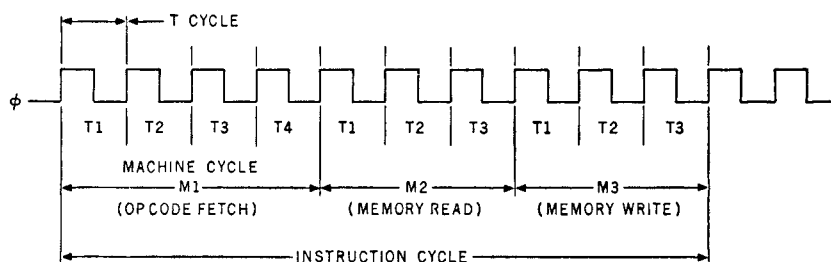 T CYCLE
ϕ
T1 T2 T3 T4 T1 T2 T3 T1 T2 T3
MACHINE CYCLE
M1 M2 M3
(OP CODE FETCH) (MEMORY READ) (MEMORY WRITE)
INSTRUCTION CYCLE